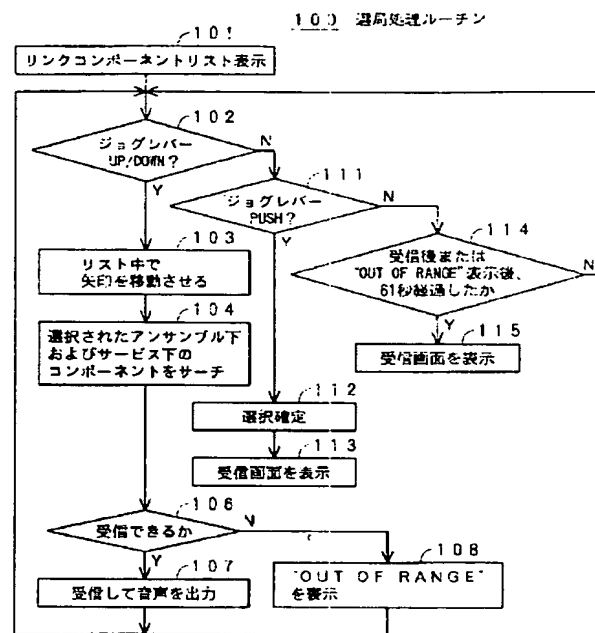 100 選局処理ルーチン
101
リンクコンポーネントリスト表示
102
ジョグレバー
UP/DOWN?
N
Y
111
ジョグレバー
PUSH?
N
Y
103
リスト中で
矢印を移動させる
114
受信後または
"OUT OF RANGE"表示後、
61秒経過したか
N
Y
104
選択されたアンサンブル下
およびサービス下の
コンポーネントをサーチ
115
受信画面を表示
112
選択確定
113
受信画面を表示
106
受信できるか
N
Y
107
受信して音声を出力
108
"OUT OF RANGE"
を表示